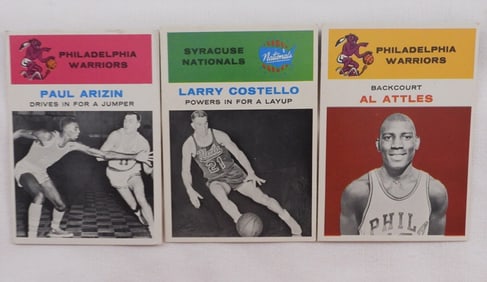 PHILADELPHIA
WARRIORS
PAUL ARIZIN
DRIVES IN FOR A JUMPER
SYRACUSE
NATIONALS
Nationals
LARRY COSTELLO
POWERS IN FOR A LAYUP
21
PHILADELPHIA
WARRIORS
BACKCOURT
AL ATTLES
PHILA